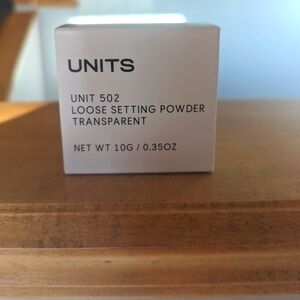 UNITS
UNIT 502
LOOSE SETTING POWDER
TRANSPARENT
NET WT 10G / 0.35OZ